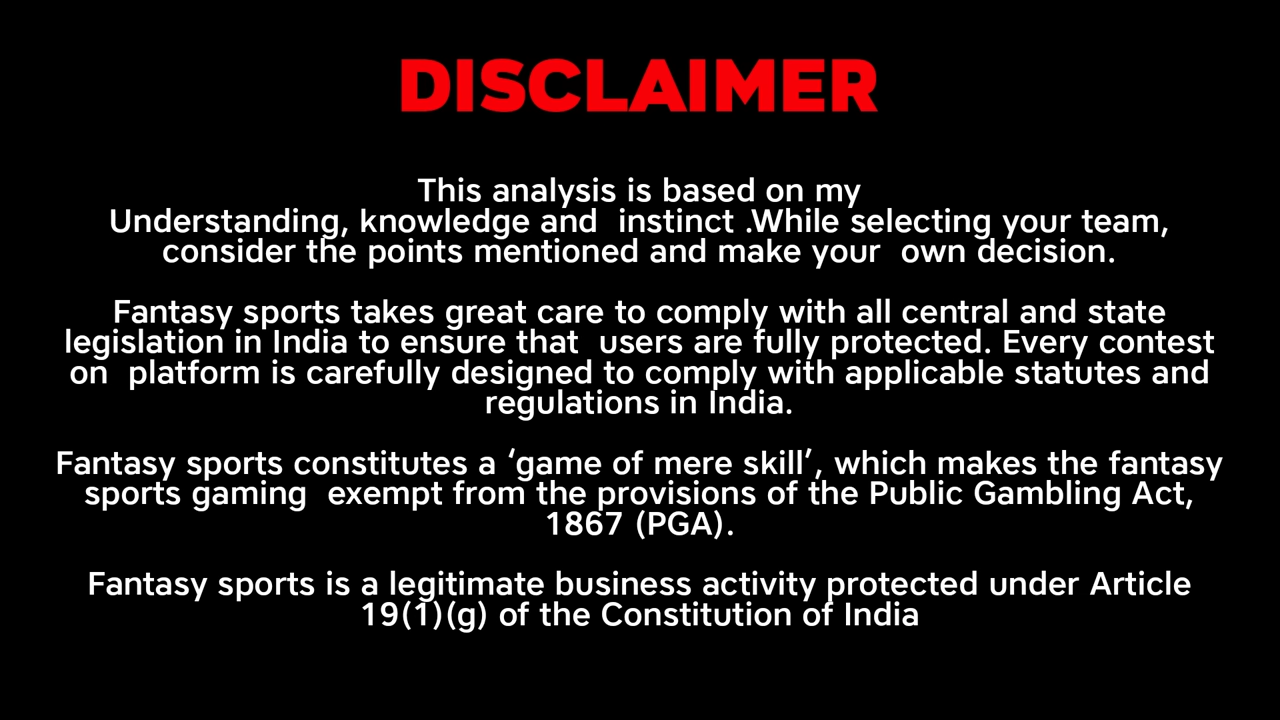 DISCLAIMER
This analysis is based on my
Understanding, knowledge and  instinct .While selecting your team,
consider the points mentioned and make your  own decision.
Fantasy sports takes great care to comply with all central and state
legislation in India to ensure that  users are fully protected. Every contest
on  platform is carefully designed to comply with applicable statutes and
regulations in India.
Fantasy sports constitutes a ‘game of mere skill’, which makes the fantasy
sports gaming  exempt from the provisions of the Public Gambling Act,
1867 (PGA).
Fantasy sports is a legitimate business activity protected under Article
19(1)(g) of the Constitution of India